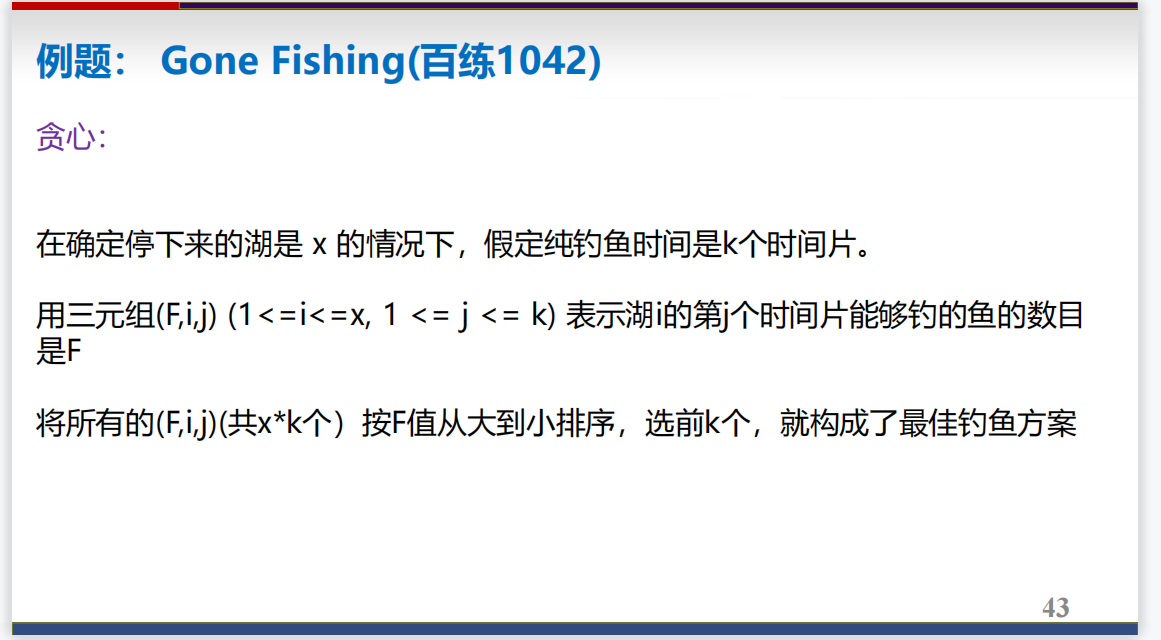 例题： Gone Fishing(百练1042)
贪心：
在确定停下来的湖是 x 的情况下，假定纯钓鱼时间是k个时间片。
用三元组(F,i,j) (1<=i<=x, 1 <= j <= k) 表示湖i的第j个时间片能够钓的鱼的数目
是F
将所有的(F,i,j)(共x*k个）按F值从大到小排序，选前k个，就构成了最佳钓鱼方案
43